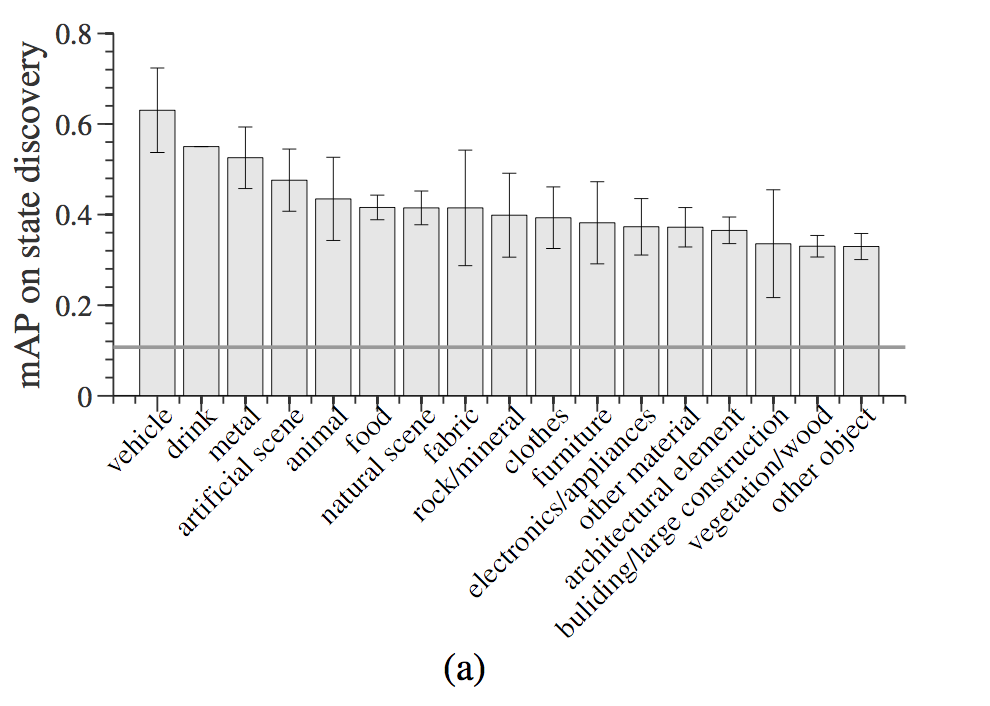 mAP on state discovery
0.8
0.6
0.4
0.2
0
vehicle
drink
metal
artificial scene
animal
food
natural scene
fabric
rock/mineral
clothes
furniture
electronics/appliances
other material
architectural element
buliding/large construction
vegetation/wood
other object
(a)